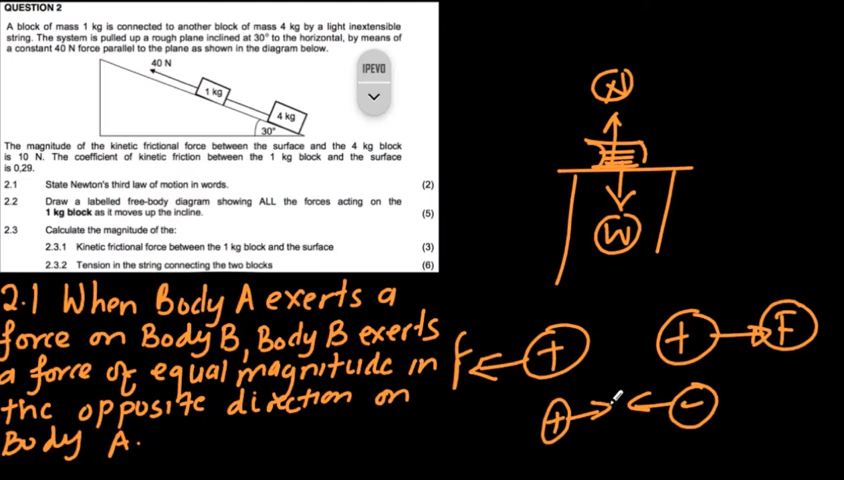 QUESTION 2
A block of mass 1 kg is connected to another block of mass 4 kg by a light inextensible
string. The system is pulled up a rough plane inclined at 30° to the horizontal, by means of
a constant 40 N force parallel to the plane as shown in the diagram below.
40 N
IPEVO
1 kg
4 kg
30°
The magnitude of the kinetic frictional force between the surface and the 4 kg block
is 10 N. The coefficient of kinetic friction between the 1 kg block and the surface
is 0,29.
2.1 State Newton's third law of motion in words. (2)
2.2 Draw a labelled free-body diagram showing ALL the forces acting on the
1 kg block as it moves up the incline. (5)
2.3 Calculate the magnitude of the:
2.3.1 Kinetic frictional force between the 1 kg block and the surface (3)
2.3.2 Tension in the string connecting the two blocks (6)
N
W
2.1 When Body A exerts a
force on Body B, Body B exerts
a force of equal magnitude in
the opposite direction on
Body A.
F + + F
+ -